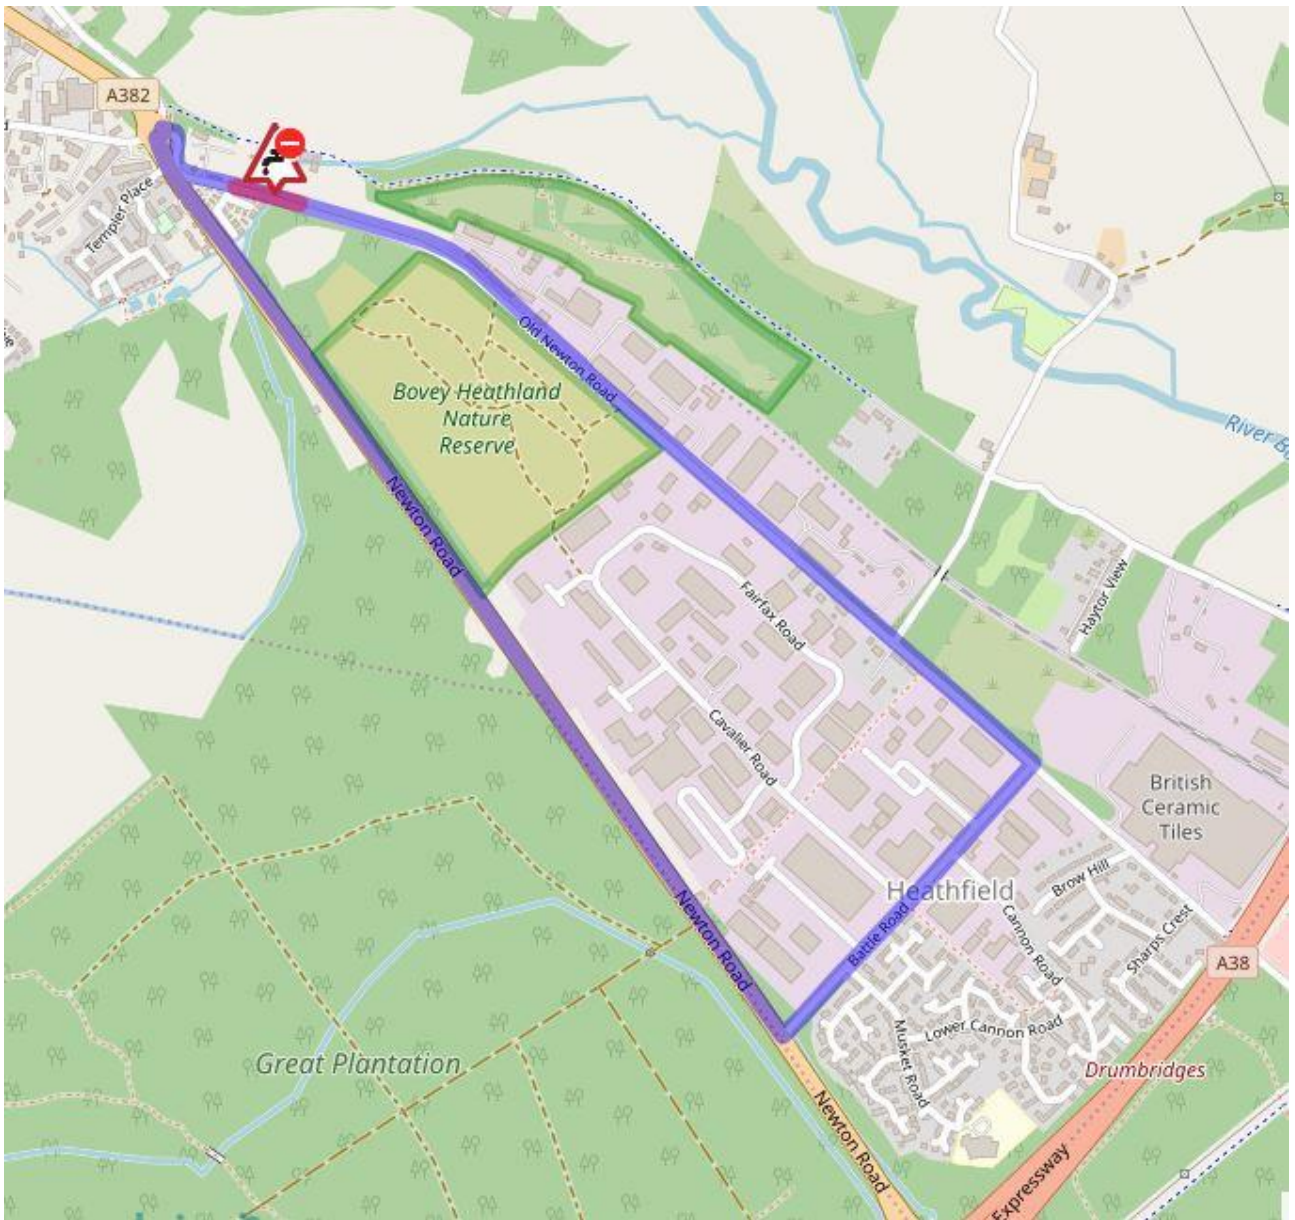 A382
Templer Place
Old Newton Road
Bovey Heathland
Nature
Reserve
River B
Newton Road
Haytor View
Fairfax Road
Cavalier Road
British
Ceramic
Tiles
Heathfield
Brow Hill
Newton Road
Battle Road
Cannon Road
Sharps Crest
A38
Lower Cannon Road
Musket Road
Great Plantation
Drumbridges
Newton Road
Expressway